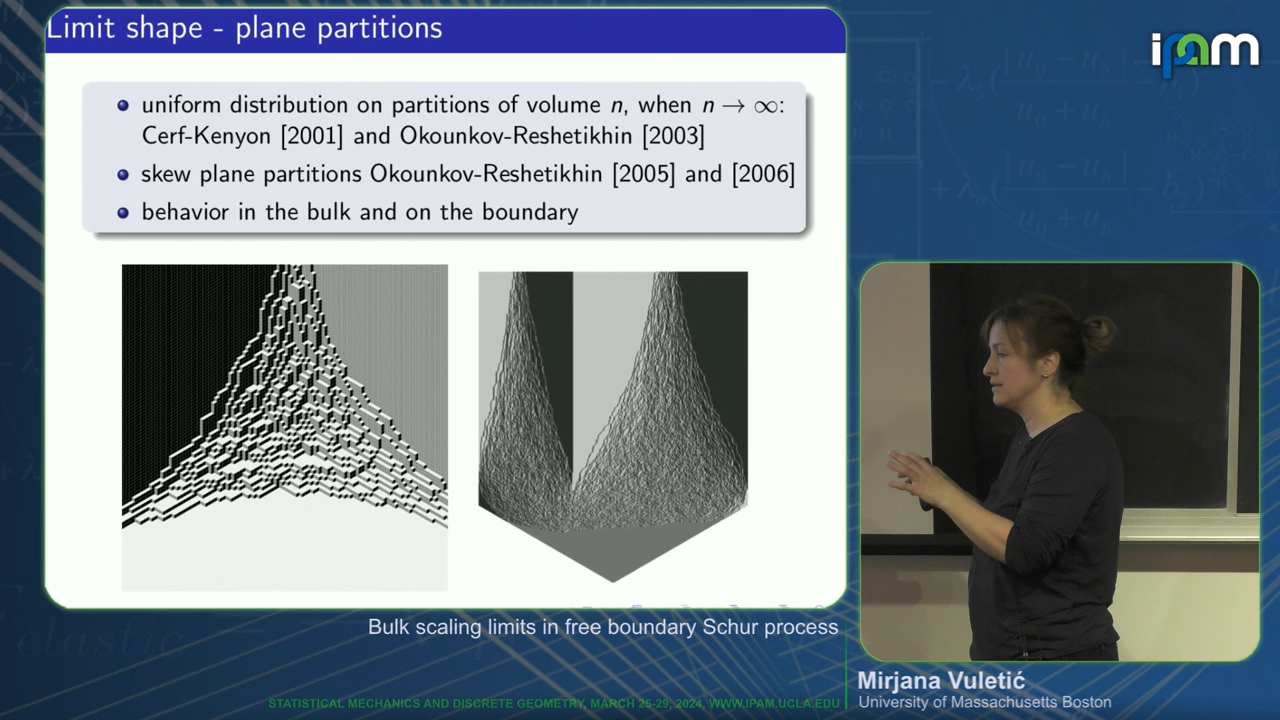 Limit shape - plane partitions
ipam
uniform distribution on partitions of volume n, when n → ∞:
Cerf-Kenyon [2001] and Okounkov-Reshetikhin [2003]
skew plane partitions Okounkov-Reshetikhin [2005] and [2006]
behavior in the bulk and on the boundary
Bulk scaling limits in free boundary Schur process
Mirjana Vuletić
University of Massachusetts Boston
STATISTICAL MECHANICS AND DISCRETE GEOMETRY, MARCH 25-29, 2024, WWW.IPAM.UCLA.EDU
elastic